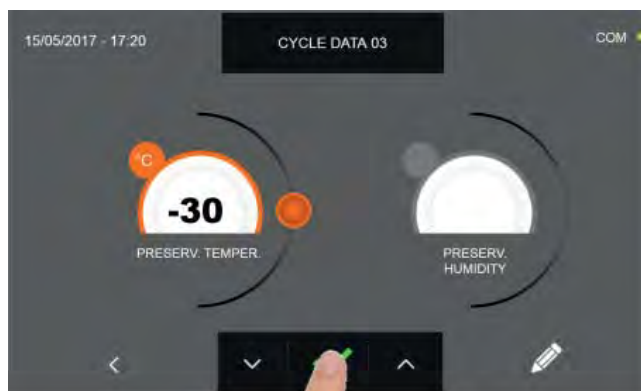 15/05/2017 - 17:20
CYCLE DATA 03
COM
°C
-30
PRESERV. TEMPER.
PRESERV.
HUMIDITY